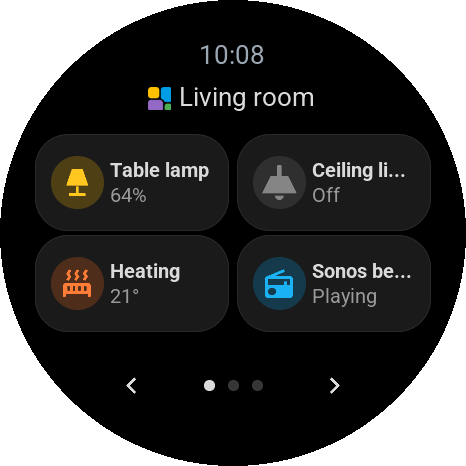 10:08
Living room
Table lamp
64%
Ceiling li...
Off
Heating
21°
Sonos be...
Playing